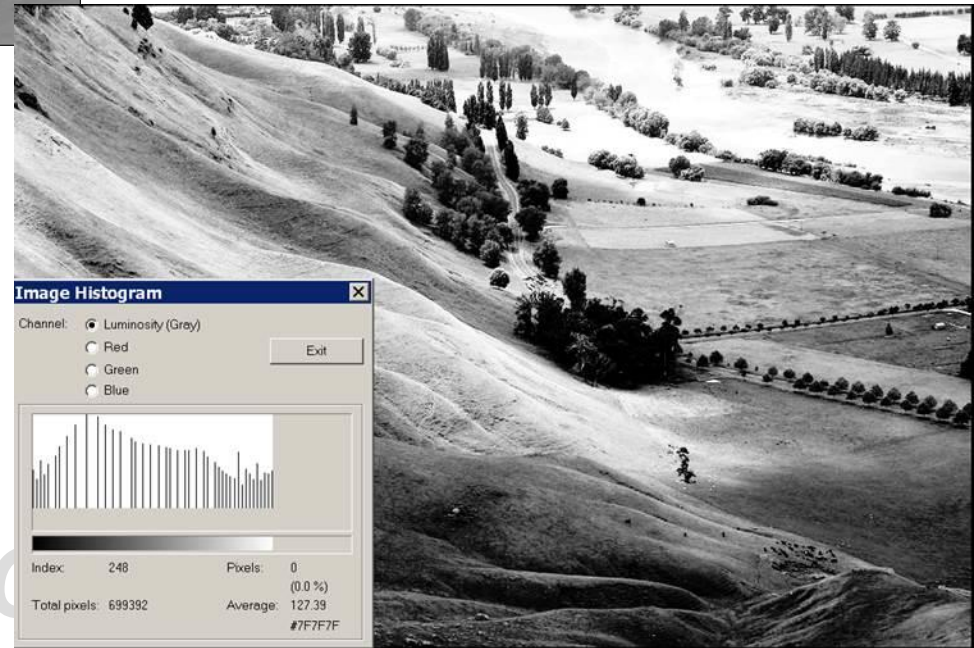 Image Histogram
Channel: Luminosity (Gray)
Red
Exit
Green
Blue
Index: 248 Pixels: 0
(0.0 %)
Total pixels: 699392 Average: 127.39
#7F7F7F